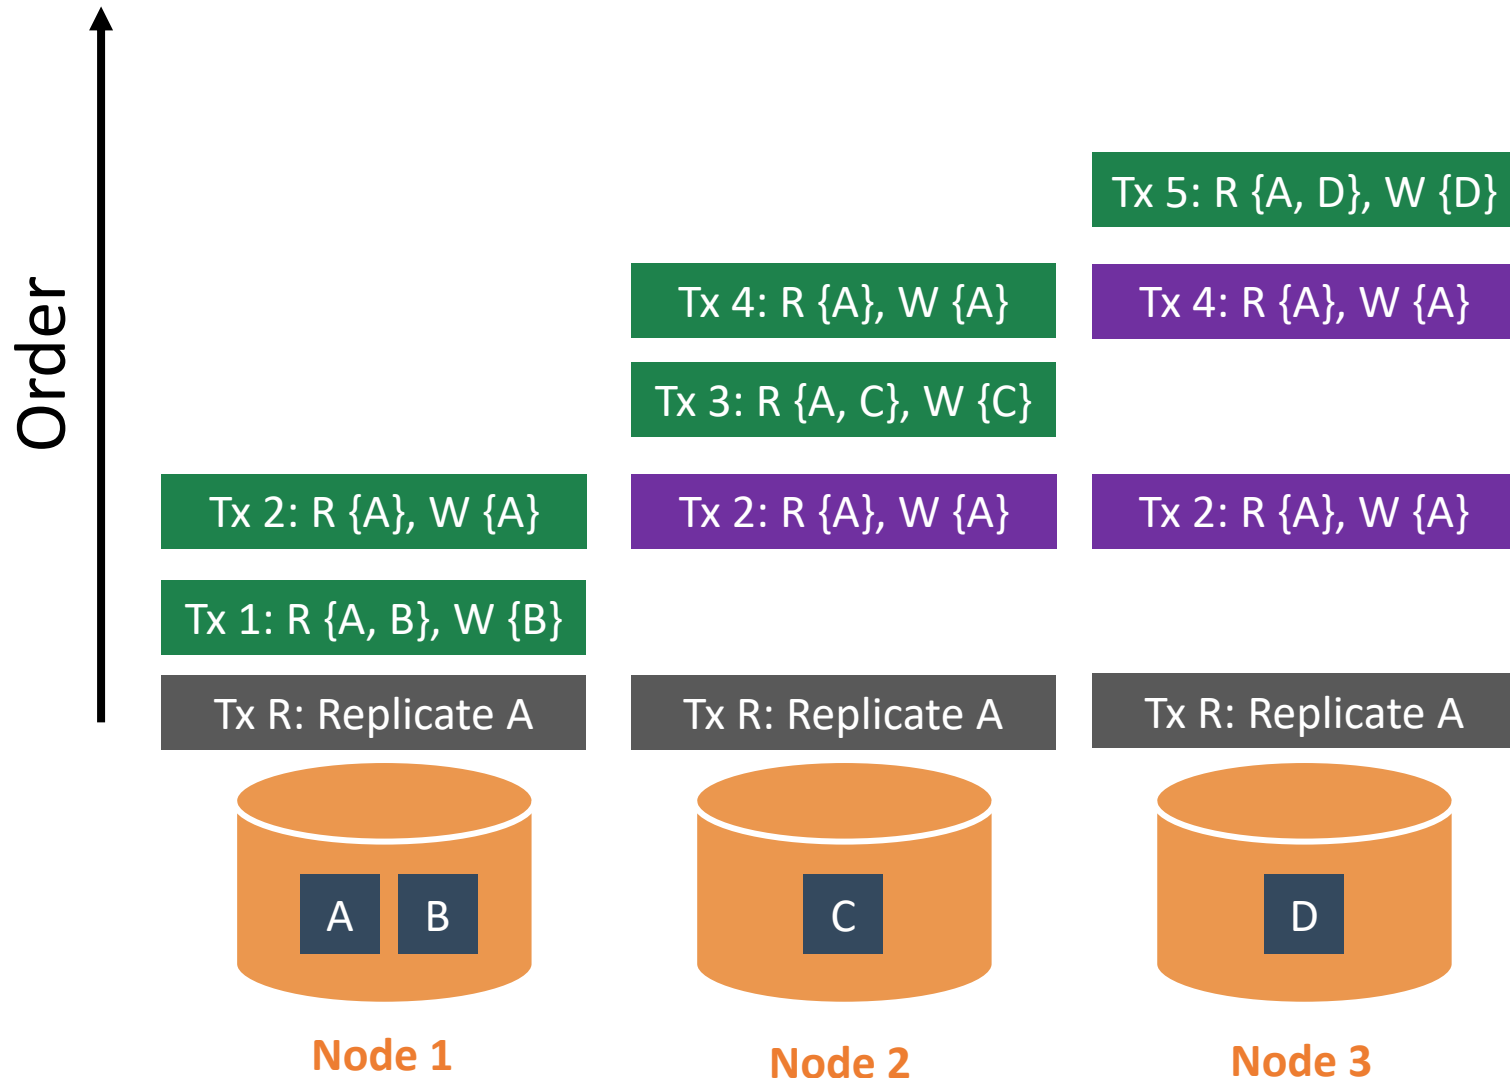 Order
Tx 5: R {A, D}, W {D}
Tx 4: R {A}, W {A}
Tx 4: R {A}, W {A}
Tx 3: R {A, C}, W {C}
Tx 2: R {A}, W {A}
Tx 2: R {A}, W {A}
Tx 2: R {A}, W {A}
Tx 1: R {A, B}, W {B}
Tx R: Replicate A
Tx R: Replicate A
Tx R: Replicate A
A
B
C
D
Node 1
Node 2
Node 3